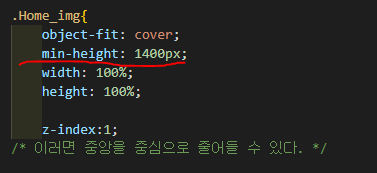 .Home_img{
object-fit: cover;
min-height: 1400px;
width: 100%;
height: 100%;
z-index:1;
/* 이러면 중앙을 중심으로 줄어들 수 있다. */